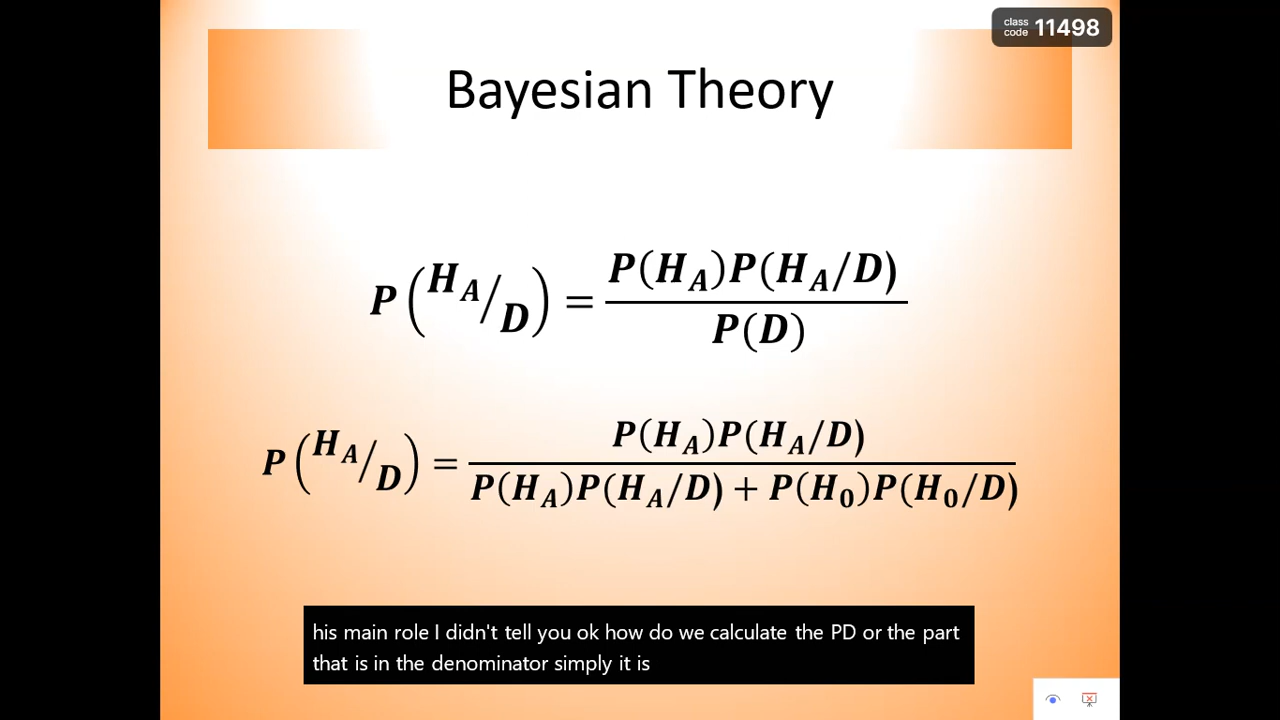 class code 11498
Bayesian Theory
P(H_A/D) = P(H_A)P(H_A/D) / P(D)
P(H_A/D) = P(H_A)P(H_A/D) / P(H_A)P(H_A/D) + P(H_0)P(H_0/D)
his main role I didn't tell you ok how do we calculate the PD or the part
that is in the denominator simply it is